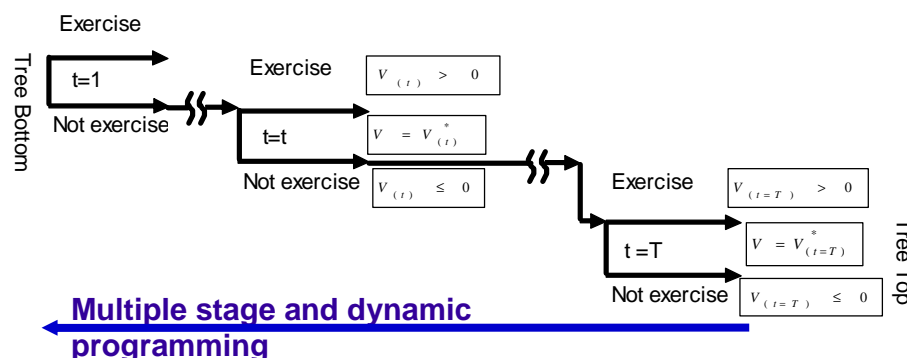 Exercise
Tree Bottom
t=1
Not exercise
Exercise
V ( t ) > 0
t=t
V = V * ( t )
Not exercise
V ( t ) ≤ 0
Exercise
V ( t = T ) > 0
t =T
V = V * (t=T)
Tree Top
Not exercise
V ( t = T ) ≤ 0
Multiple stage and dynamic
programming